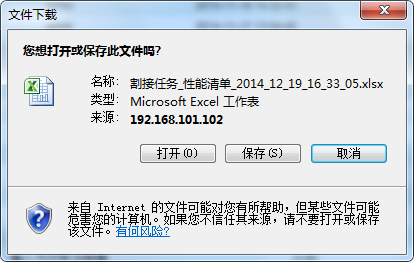 文件下载
您想打开或保存此文件吗?
名称: 割接任务_性能清单_2014_12_19_16_33_05.xlsx
类型: Microsoft Excel 工作表
来源: 192.168.101.102
打开(O) 保存(S) 取消
来自 Internet 的文件可能对您有所帮助，但某些文件可能
危害您的计算机。如果您不信任其来源，请不要打开或保存
该文件。有何风险?